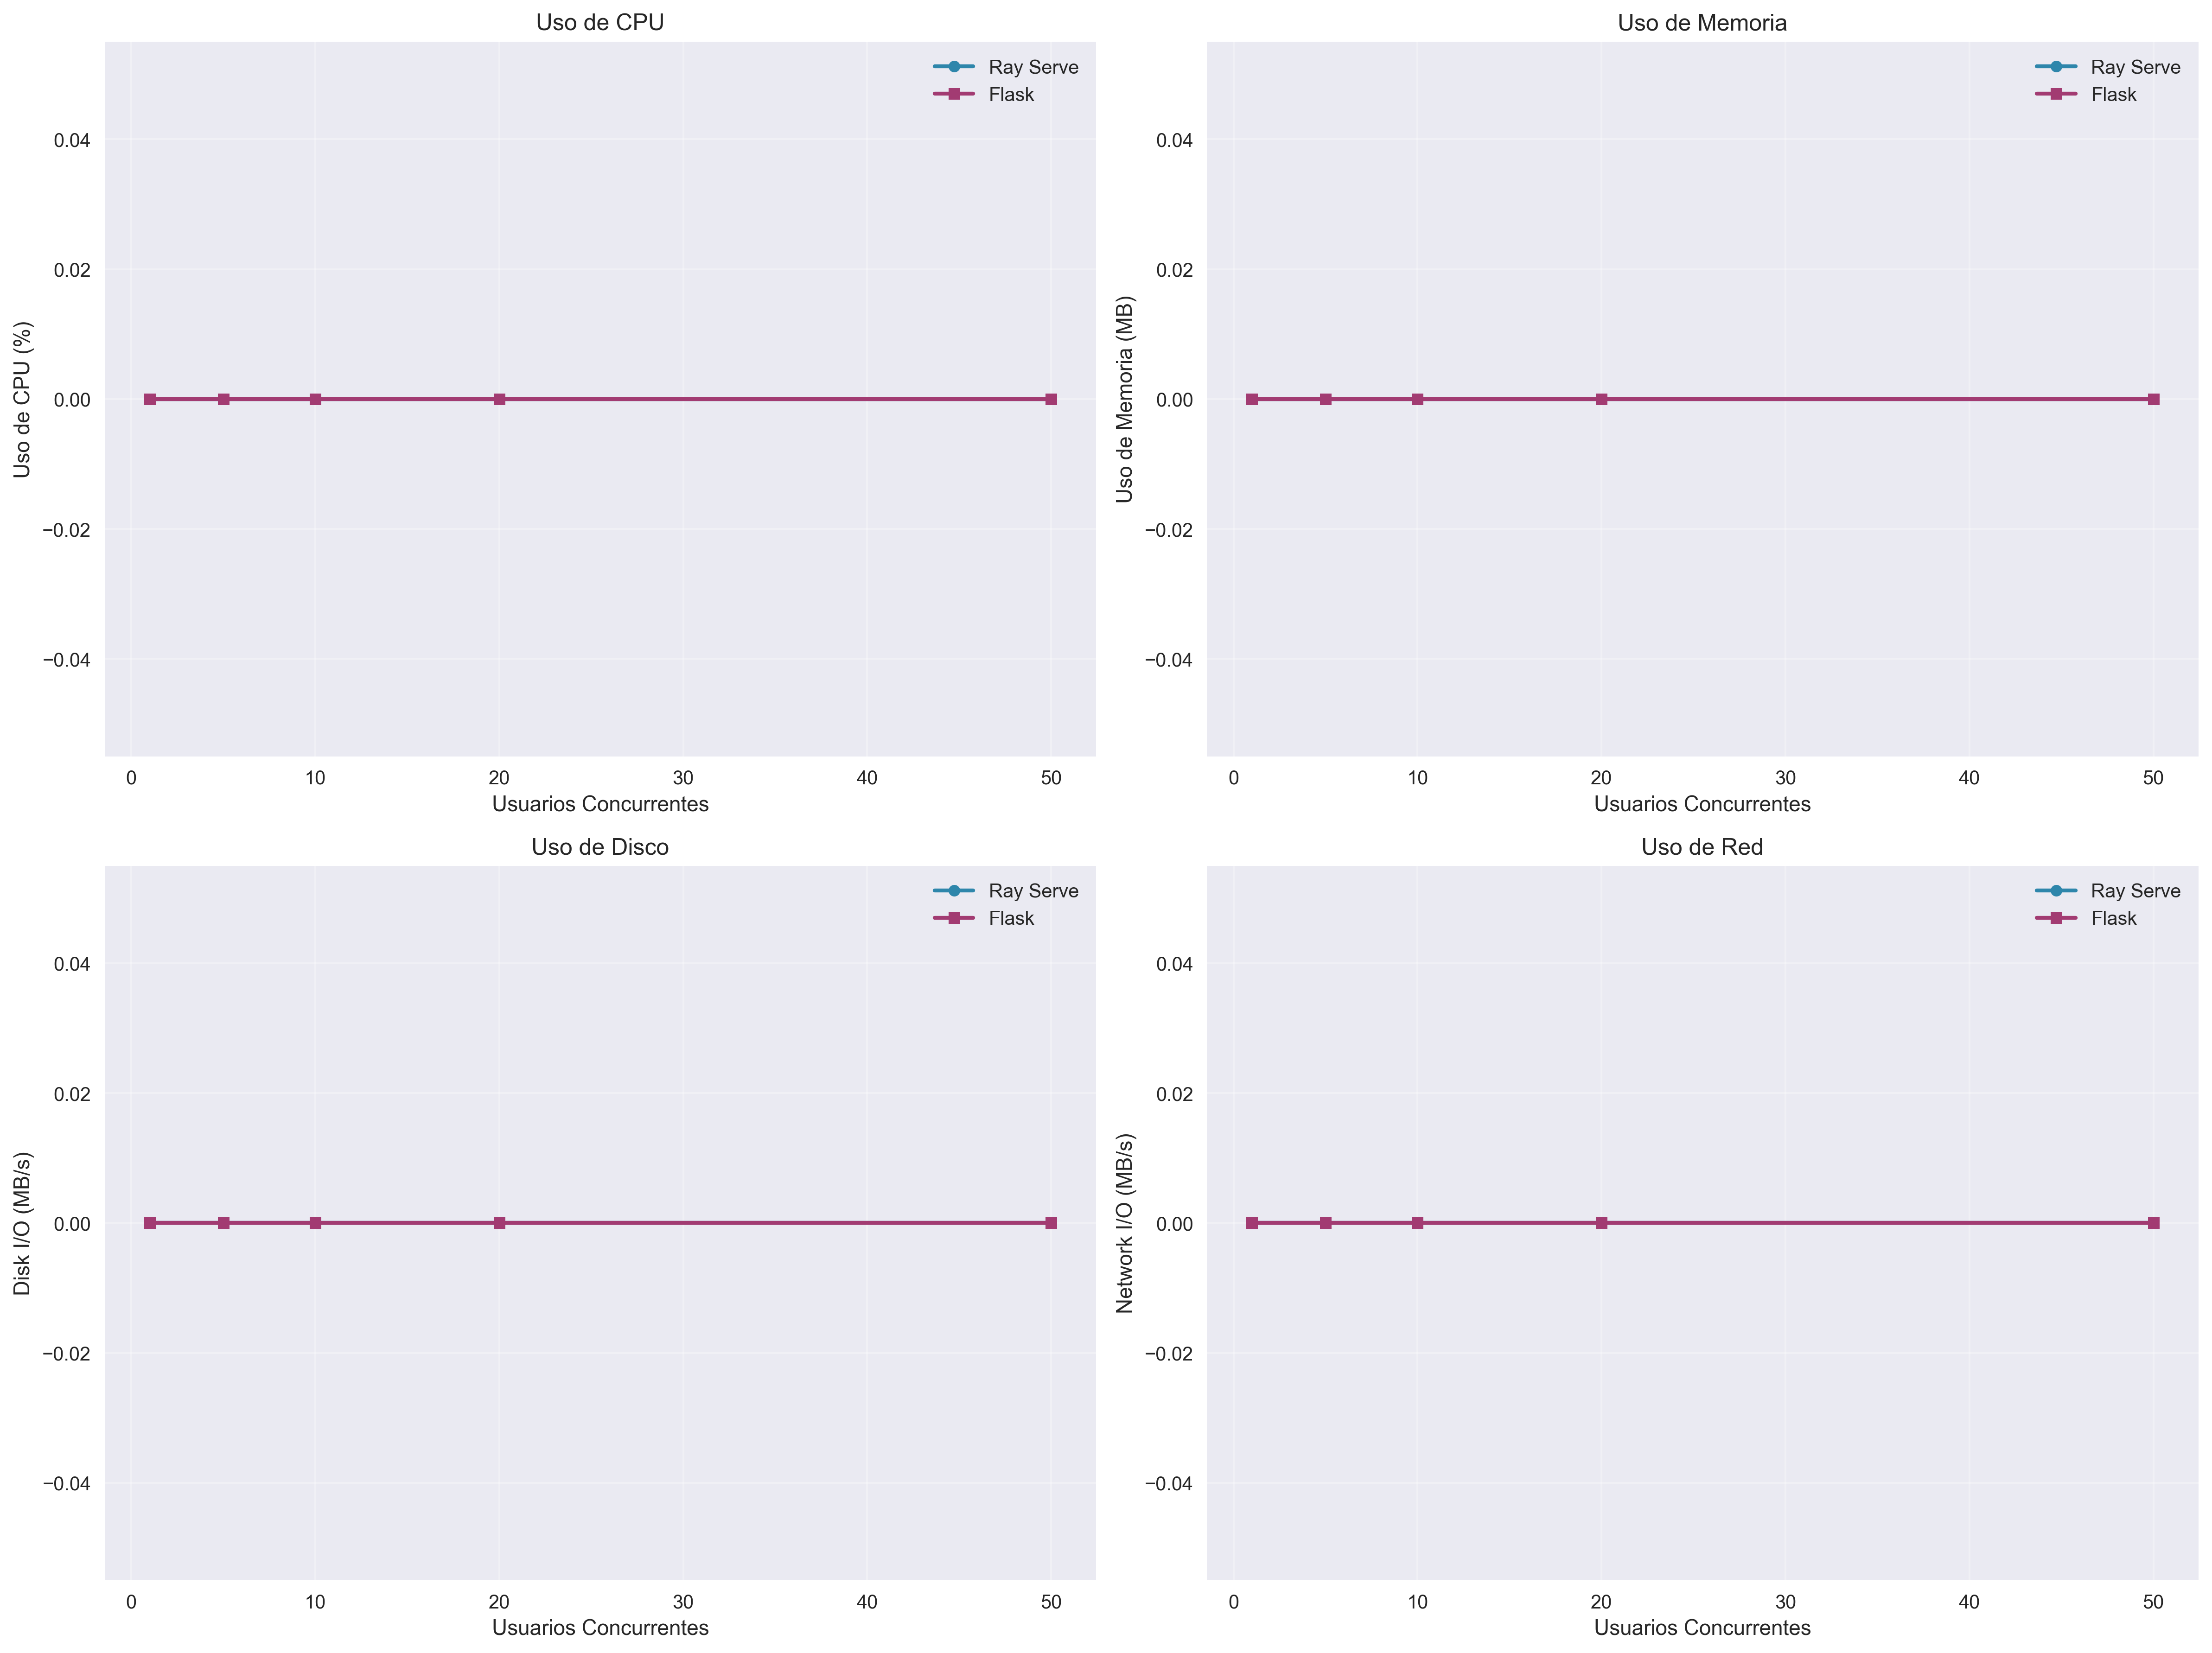 Uso de CPU
Ray Serve
Flask
0.04
0.02
0.00
−0.02
−0.04
Uso de CPU (%)
0 10 20 30 40 50
Usuarios Concurrentes
Uso de Memoria
Ray Serve
Flask
0.04
0.02
0.00
−0.02
−0.04
Uso de Memoria (MB)
0 10 20 30 40 50
Usuarios Concurrentes
Uso de Disco
Ray Serve
Flask
0.04
0.02
0.00
−0.02
−0.04
Disk I/O (MB/s)
0 10 20 30 40 50
Usuarios Concurrentes
Uso de Red
Ray Serve
Flask
0.04
0.02
0.00
−0.02
−0.04
Network I/O (MB/s)
0 10 20 30 40 50
Usuarios Concurrentes